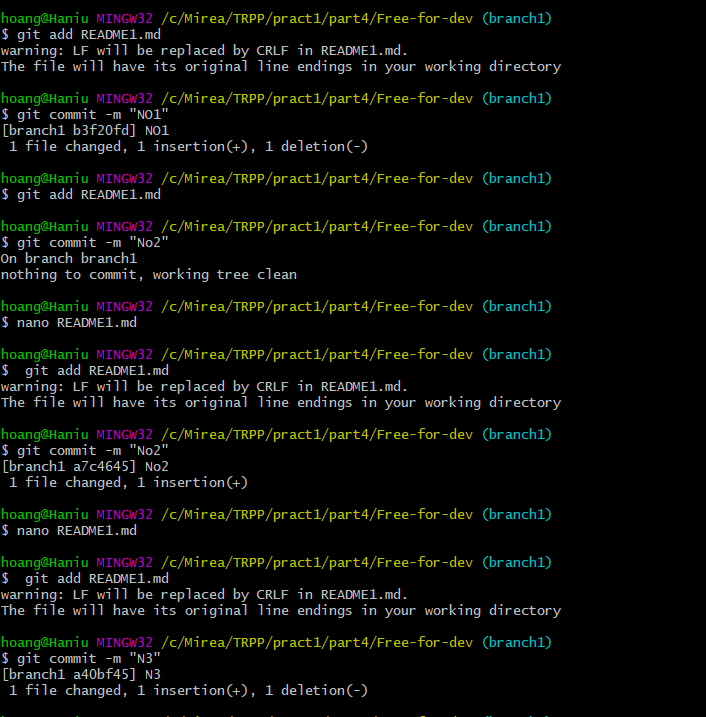 hoang@Haniu MINGW32 /c/Mirea/TRPP/pract1/part4/Free-for-dev (branch1)
$ git add README1.md
warning: LF will be replaced by CRLF in README1.md.
The file will have its original line endings in your working directory
hoang@Haniu MINGW32 /c/Mirea/TRPP/pract1/part4/Free-for-dev (branch1)
$ git commit -m "NO1"
[branch1 b3f20fd] NO1
 1 file changed, 1 insertion(+), 1 deletion(-)
hoang@Haniu MINGW32 /c/Mirea/TRPP/pract1/part4/Free-for-dev (branch1)
$ git add README1.md
hoang@Haniu MINGW32 /c/Mirea/TRPP/pract1/part4/Free-for-dev (branch1)
$ git commit -m "No2"
On branch branch1
nothing to commit, working tree clean
hoang@Haniu MINGW32 /c/Mirea/TRPP/pract1/part4/Free-for-dev (branch1)
$ nano README1.md
hoang@Haniu MINGW32 /c/Mirea/TRPP/pract1/part4/Free-for-dev (branch1)
$  git add README1.md
warning: LF will be replaced by CRLF in README1.md.
The file will have its original line endings in your working directory
hoang@Haniu MINGW32 /c/Mirea/TRPP/pract1/part4/Free-for-dev (branch1)
$ git commit -m "No2"
[branch1 a7c4645] No2
 1 file changed, 1 insertion(+)
hoang@Haniu MINGW32 /c/Mirea/TRPP/pract1/part4/Free-for-dev (branch1)
$ nano README1.md
hoang@Haniu MINGW32 /c/Mirea/TRPP/pract1/part4/Free-for-dev (branch1)
$  git add README1.md
warning: LF will be replaced by CRLF in README1.md.
The file will have its original line endings in your working directory
hoang@Haniu MINGW32 /c/Mirea/TRPP/pract1/part4/Free-for-dev (branch1)
$ git commit -m "N3"
[branch1 a40bf45] N3
 1 file changed, 1 insertion(+), 1 deletion(-)